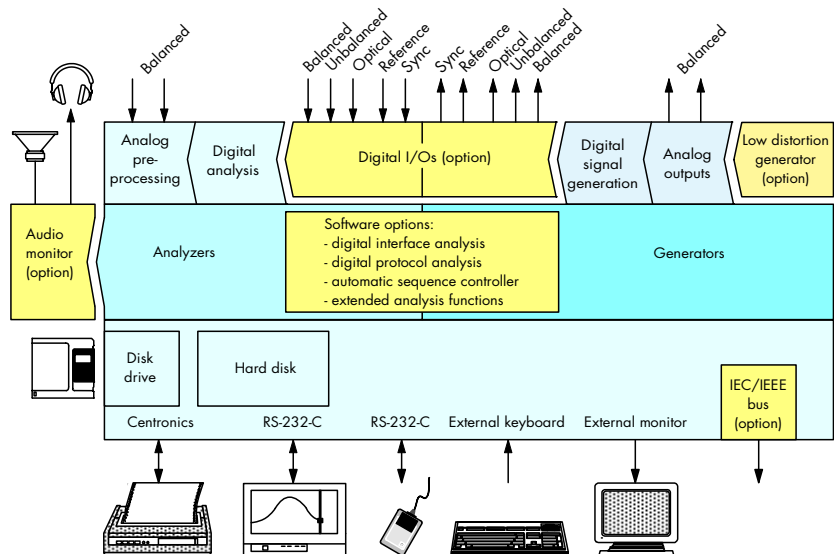 Balanced
Balanced
Unbalanced
Optical
Reference
Sync
Sync
Reference
Optical
Unbalanced
Balanced
Balanced
Analog
pre-
processing
Digital
analysis
Digital I/Os (option)
Digital
signal
generation
Analog
outputs
Low distortion
generator
(option)
Audio
monitor
(option)
Analyzers
Software options:
- digital interface analysis
- digital protocol analysis
- automatic sequence controller
- extended analysis functions
Generators
Disk
drive
Hard disk
IEC/IEEE
bus
(option)
Centronics
RS-232-C
RS-232-C
External keyboard
External monitor